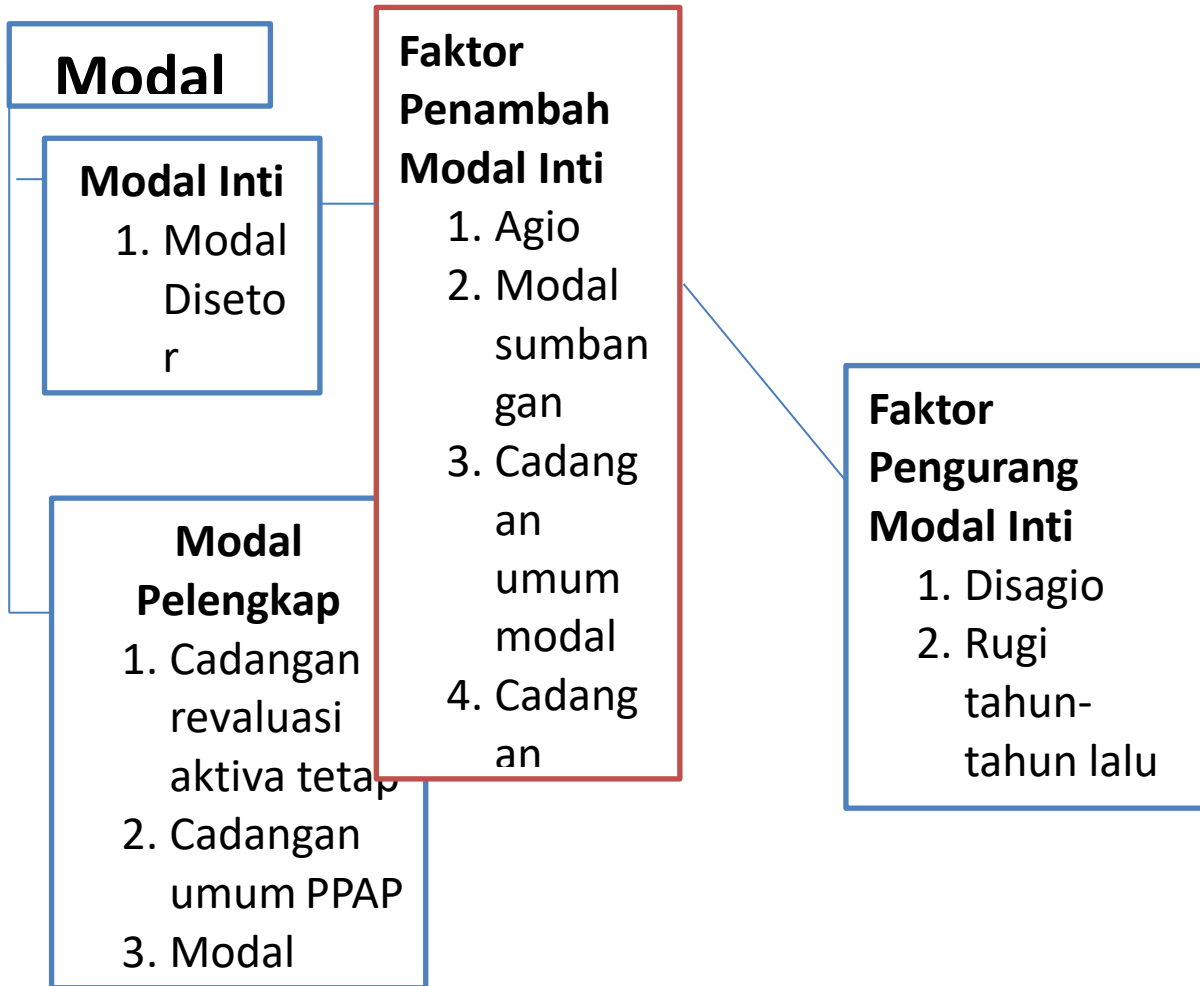 Modal
Modal Inti
1. Modal
Diseto
r
Modal
Pelengkap
1. Cadangan
revaluasi
aktiva tetap
2. Cadangan
umum PPAP
3. Modal
Faktor
Penambah
Modal Inti
1. Agio
2. Modal
sumban
gan
3. Cadang
an
umum
modal
4. Cadang
an
Faktor
Pengurang
Modal Inti
1. Disagio
2. Rugi
tahun-
tahun lalu